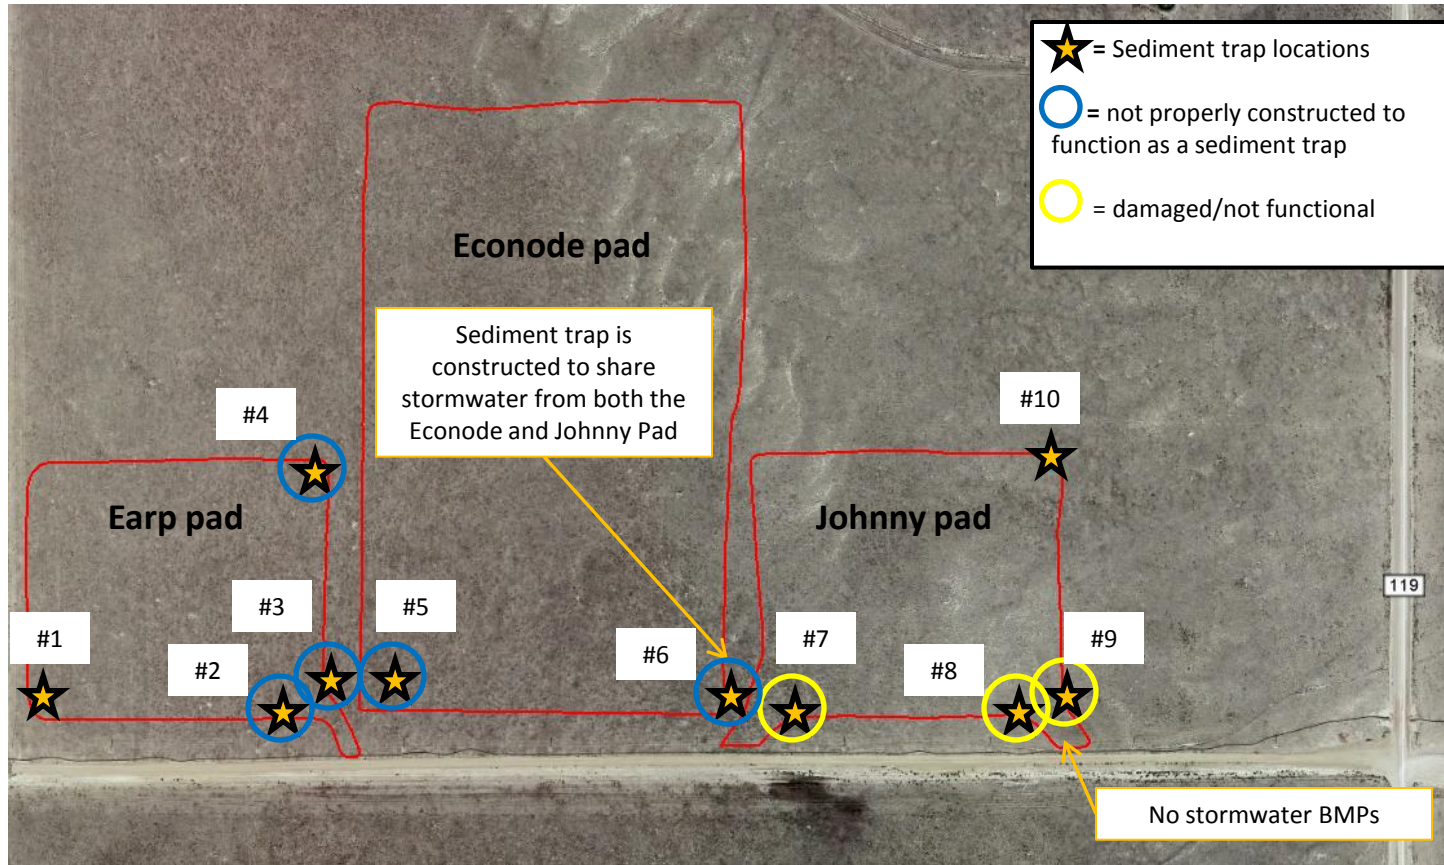 = Sediment trap locations
= not properly constructed to
function as a sediment trap
= damaged/not functional
Econode pad
Sediment trap is
constructed to share
stormwater from both the
Econode and Johnny Pad
#4
#10
Earp pad
Johnny pad
119
#3
#5
#1
#2
#6
#7
#8
#9
No stormwater BMPs